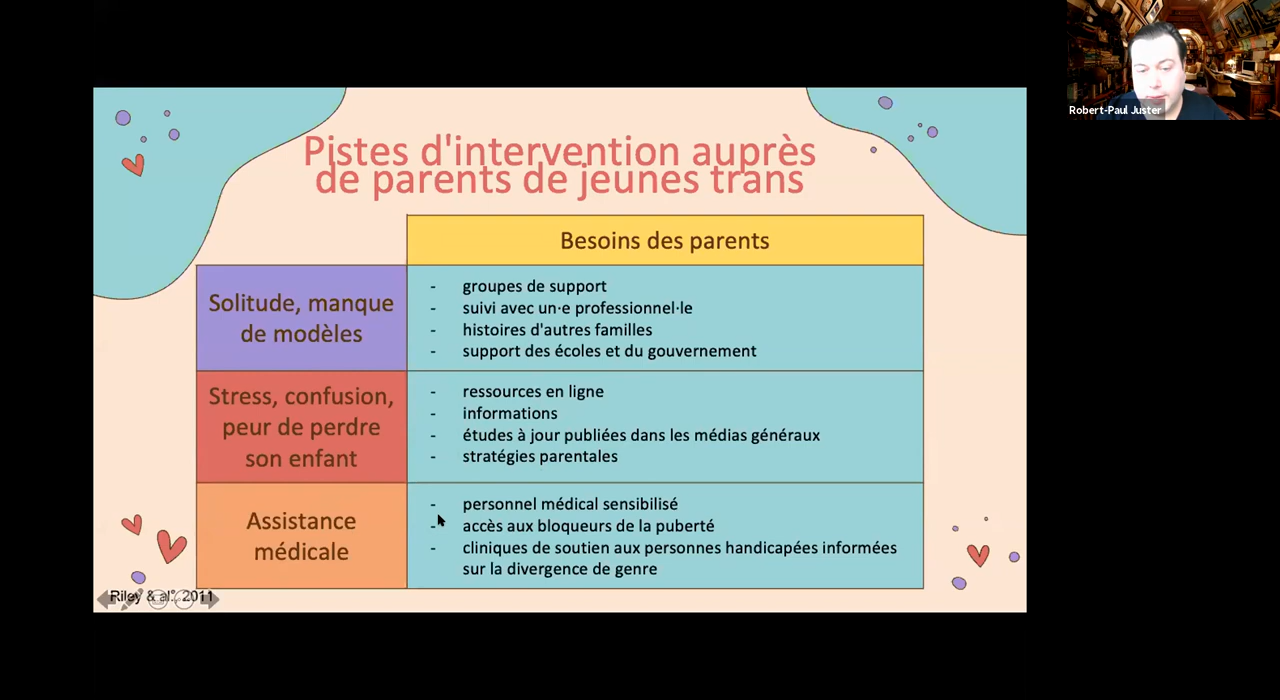 Robert-Paul Juster
Pistes d'intervention auprès
de parents de jeunes trans
Besoins des parents
Solitude, manque
de modèles
- groupes de support
- suivi avec un·e professionnel·le
- histoires d'autres familles
- support des écoles et du gouvernement
Stress, confusion,
peur de perdre
son enfant
- ressources en ligne
- informations
- études à jour publiées dans les médias généraux
- stratégies parentales
Assistance
médicale
- personnel médical sensibilisé
- accès aux bloqueurs de la puberté
- cliniques de soutien aux personnes handicapées informées
sur la divergence de genre
Riley & al., 2011